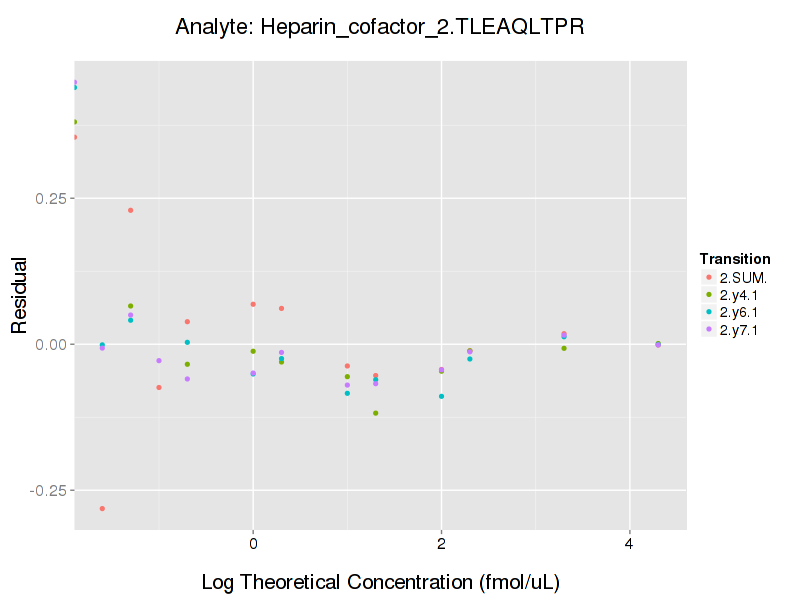 Analyte: Heparin_cofactor_2.TLEAQLTPR
Residual
0.25
0.00
-0.25
0
2
4
Log Theoretical Concentration (fmol/uL)
Transition
2.SUM.
2.y4.1
2.y6.1
2.y7.1